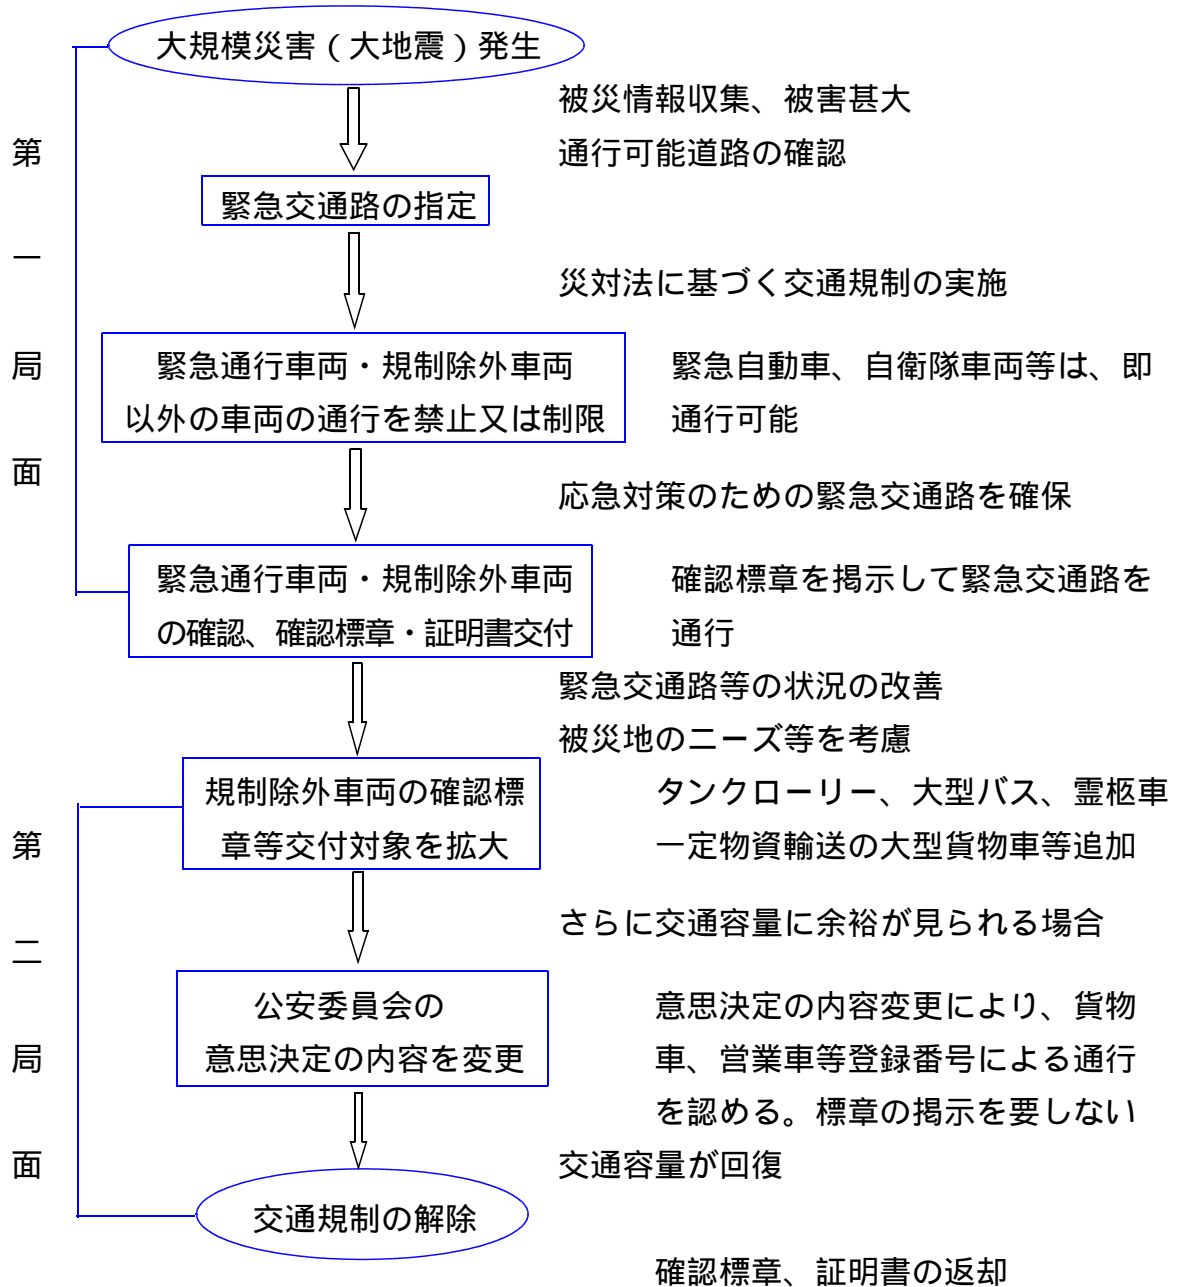 大規模災害(大地震)発生
被災情報収集、被害甚大
通行可能道路の確認
緊急交通路の指定
災対法に基づく交通規制の実施
緊急通行車両・規制除外車両
以外の車両の通行を禁止又は制限
緊急自動車、自衛隊車両等は、即
通行可能
応急対策のための緊急交通路を確保
緊急通行車両・規制除外車両
の確認、確認標章・証明書交付
確認標章を掲示して緊急交通路を
通行
第一局面
緊急交通路等の状況の改善
被災地のニーズ等を考慮
規制除外車両の確認標
章等交付対象を拡大
タンクローリー、大型バス、霊柩車
一定物資輸送の大型貨物車等追加
さらに交通容量に余裕が見られる場合
公安委員会の
意思決定の内容を変更
意思決定の内容変更により、貨物
車、営業車等登録番号による通行
を認める。標章の掲示を要しない
交通容量が回復
交通規制の解除
確認標章、証明書の返却
第二局面